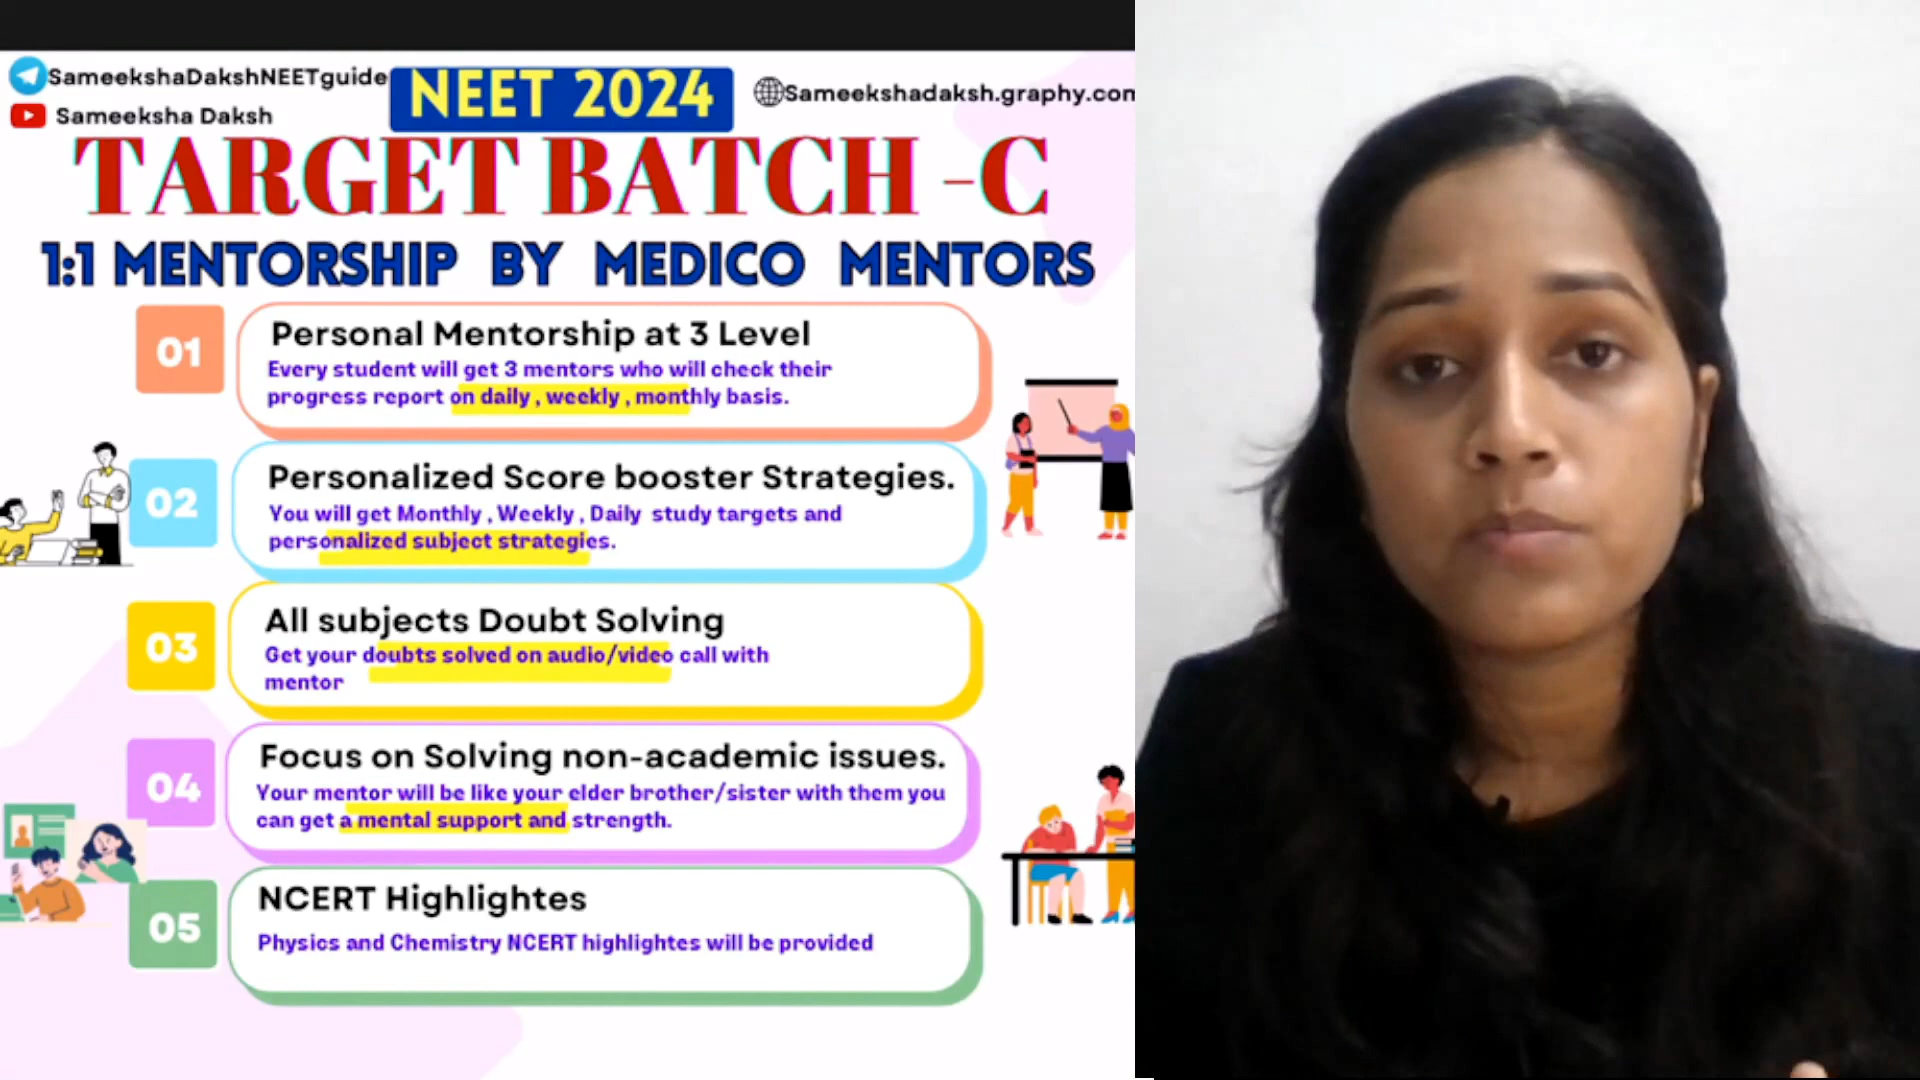 SameekshaDakshNEETguide
Sameeksha Daksh
NEET 2024
Sameekshadaksh.graphy.com
TARGET BATCH -C
1:1 MENTORSHIP BY MEDICO MENTORS
01
Personal Mentorship at 3 Level
Every student will get 3 mentors who will check their
progress report on daily , weekly , monthly basis.
02
Personalized Score booster Strategies.
You will get Monthly , Weekly , Daily study targets and
personalized subject strategies.
03
All subjects Doubt Solving
Get your doubts solved on audio/video call with
mentor
04
Focus on Solving non-academic issues.
Your mentor will be like your elder brother/sister with them you
can get a mental support and strength.
05
NCERT Highlightes
Physics and Chemistry NCERT highlightes will be provided